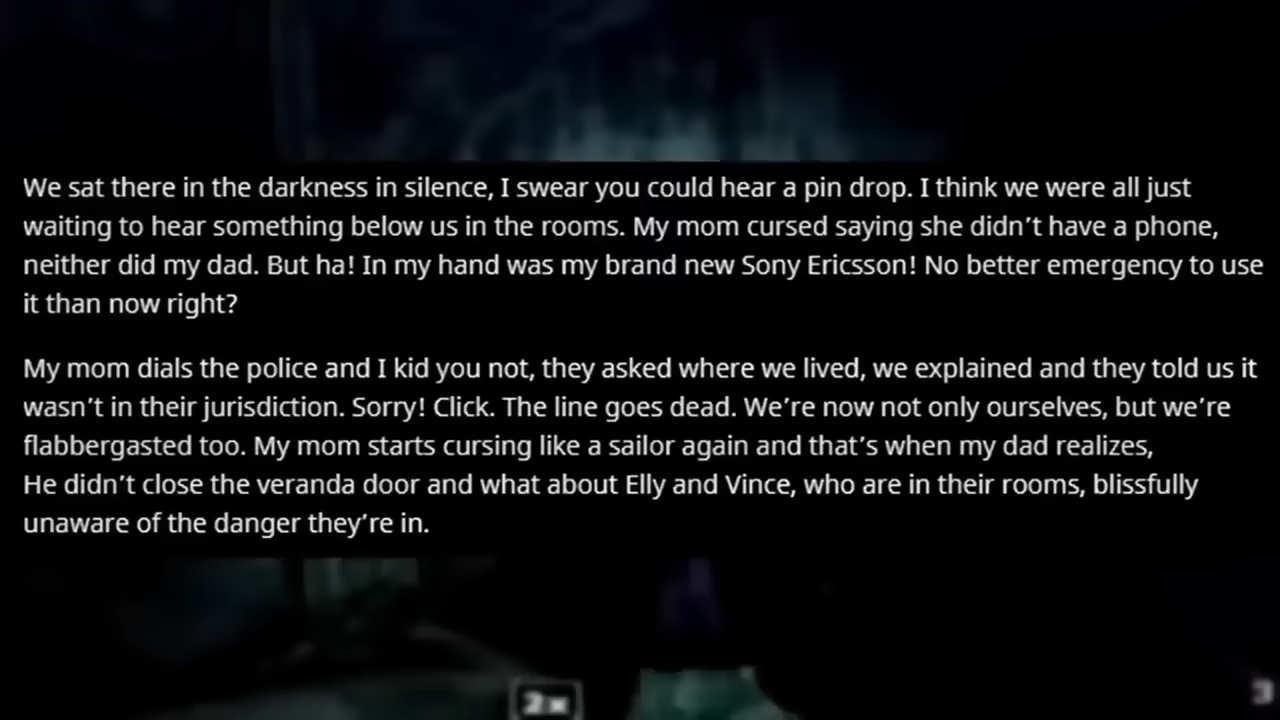 We sat there in the darkness in silence, I swear you could hear a pin drop. I think we were all just
waiting to hear something below us in the rooms. My mom cursed saying she didn't have a phone,
neither did my dad. But ha! In my hand was my brand new Sony Ericsson! No better emergency to use
it than now right?
My mom dials the police and I kid you not, they asked where we lived, we explained and they told us it
wasn't in their jurisdiction. Sorry! Click. The line goes dead. We're now not only ourselves, but we're
flabbergasted too. My mom starts cursing like a sailor again and that's when my dad realizes,
He didn't close the veranda door and what about Elly and Vince, who are in their rooms, blissfully
unaware of the danger they're in.
2x
3